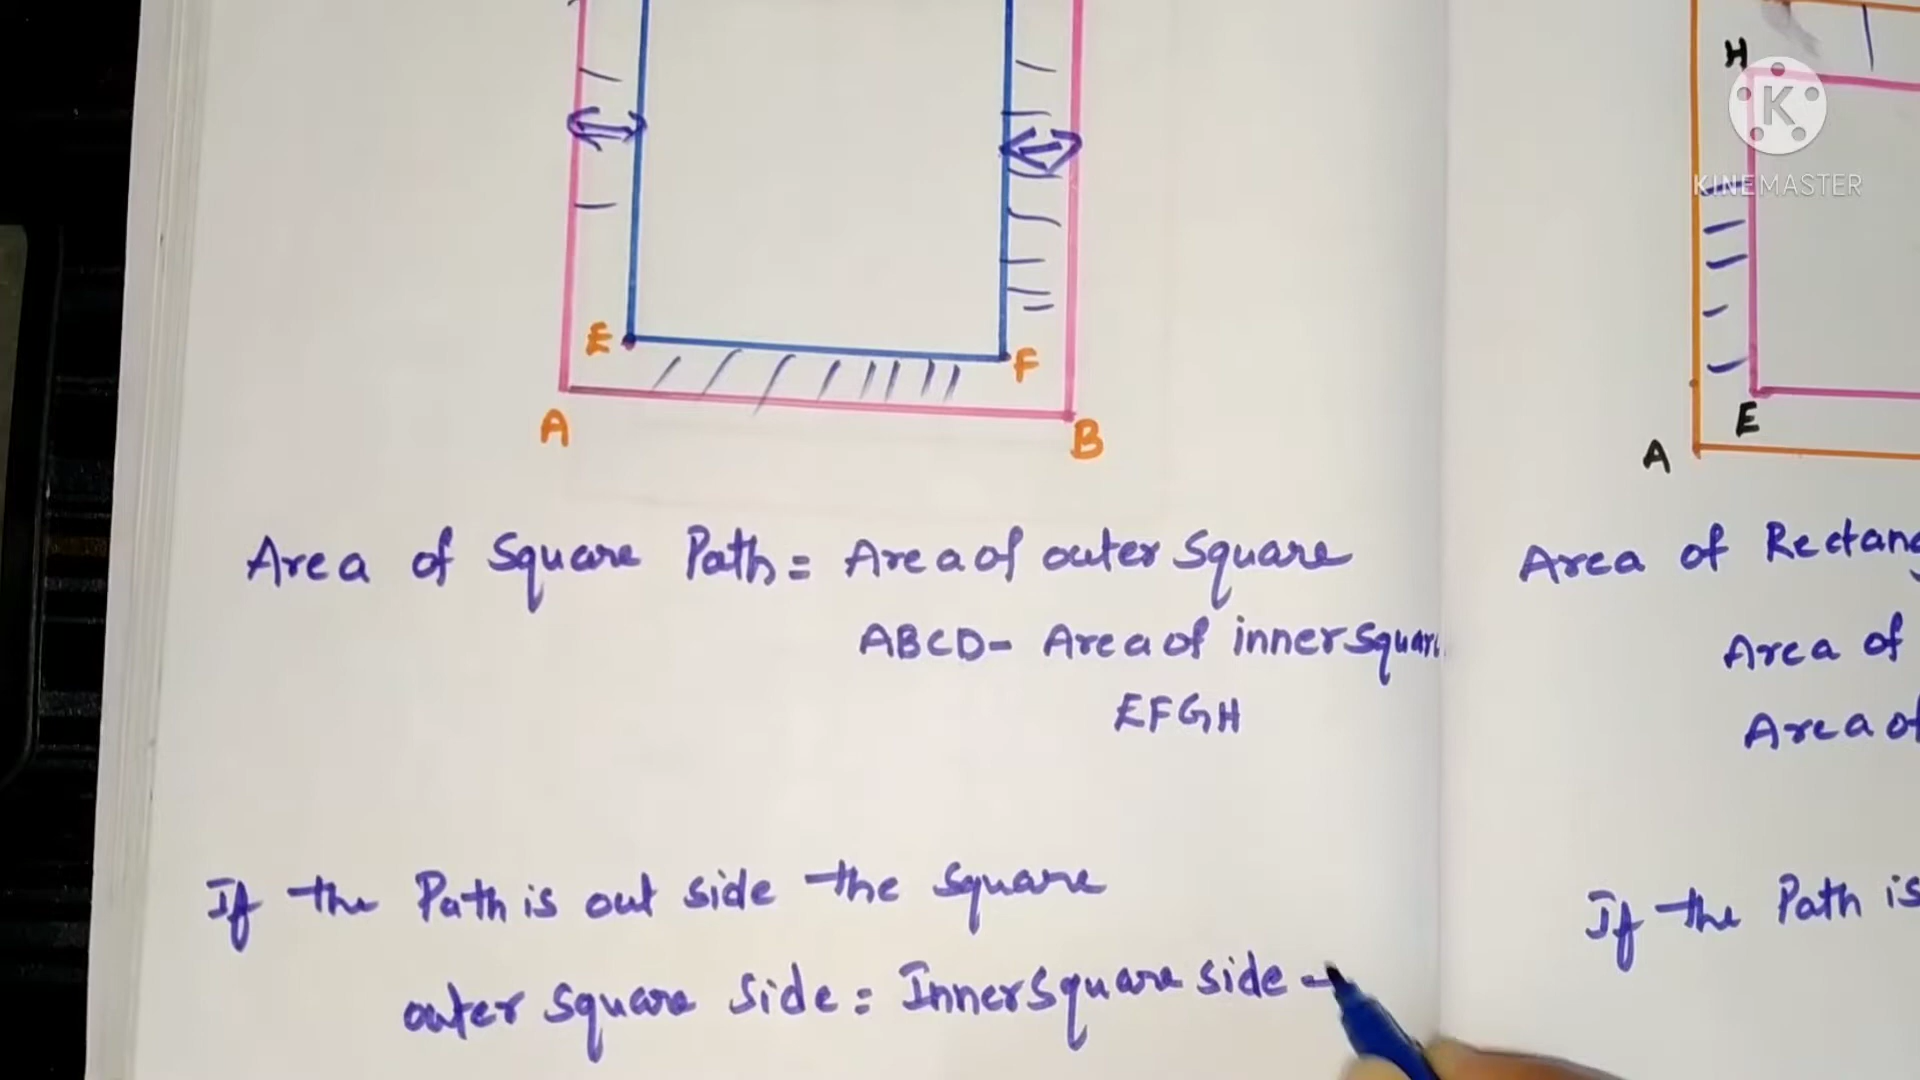 E
F
A
B
Area of Square Path = Area of outer square
ABCD - Area of inner
EFGH
If the Path is out side the square
outer square side = Inner square side -
H
K
KINEMASTER
E
A
Area of
Area of
Area of
If the Path is